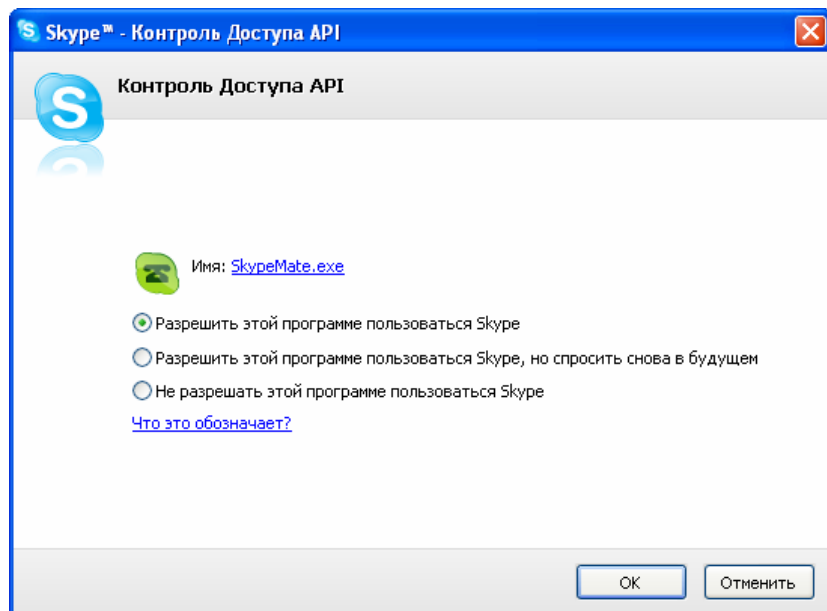 Skype™ - Контроль Доступа API
Контроль Доступа API
Имя: SkypeMate.exe
Разрешить этой программе пользоваться Skype
Разрешить этой программе пользоваться Skype, но спросить снова в будущем
Не разрешать этой программе пользоваться Skype
Что это обозначает?
OK
Отменить